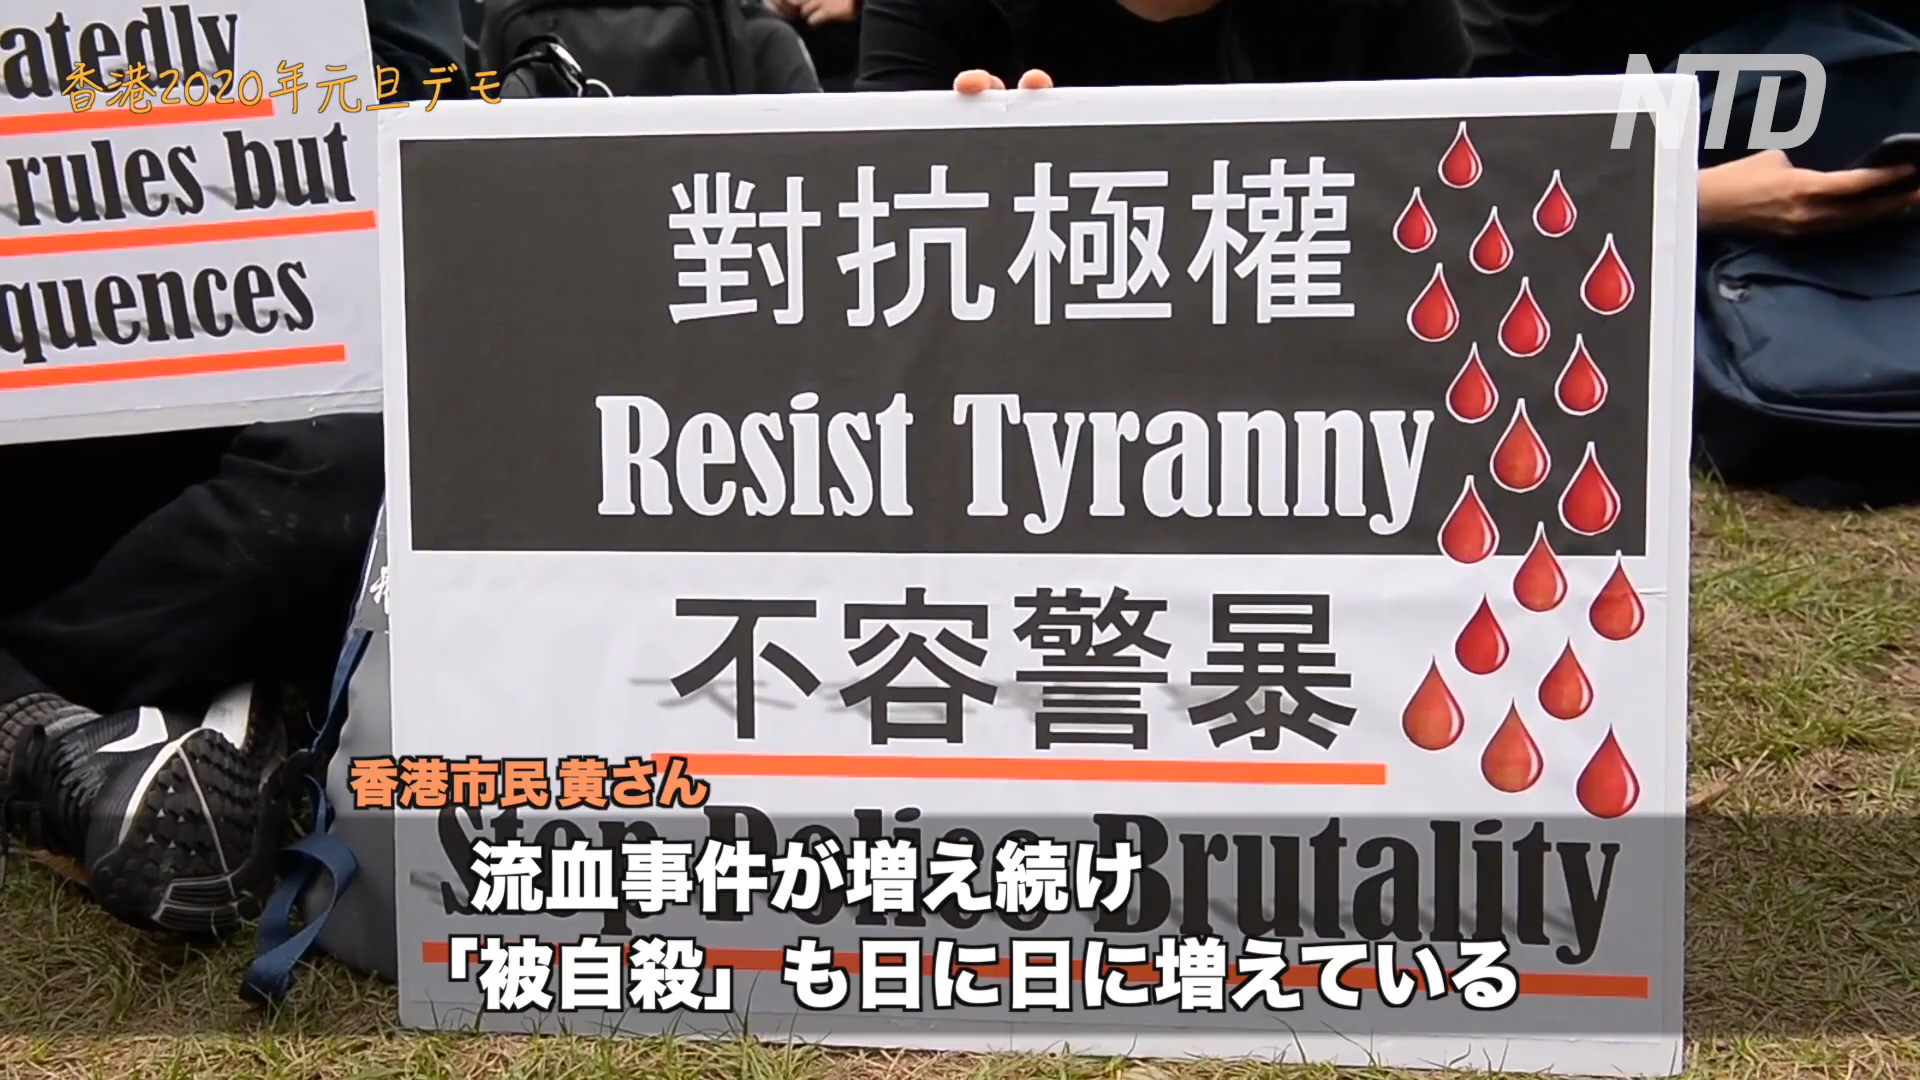 atedly
rules but
quences
香港2020年元旦デモ
NTD
對抗極權
Resist Tyranny
不容警暴
Stop Police Brutality
香港市民 黄さん
流血事件が増え続け
「被自殺」も日に日に増えている